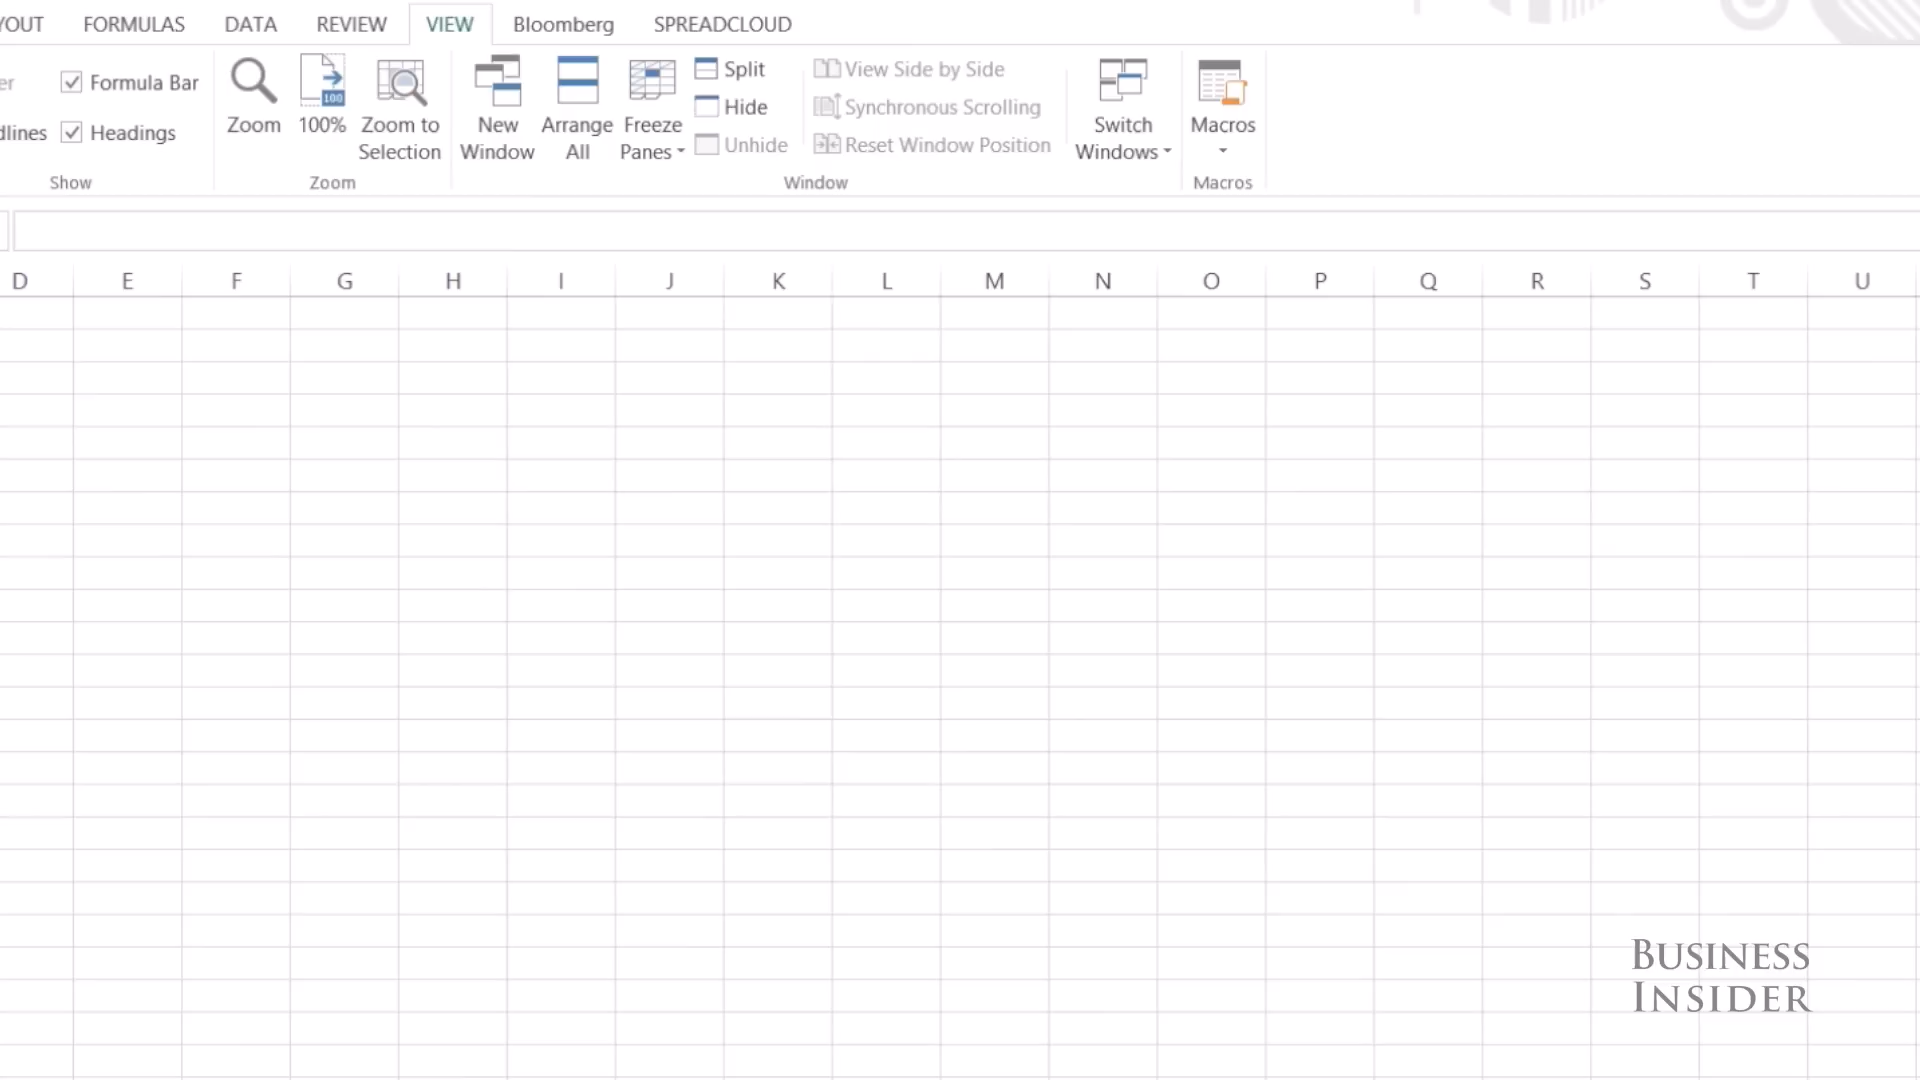 YOUT FORMULAS DATA REVIEW VIEW Bloomberg SPREADCLOUD
er Formula Bar
dlines Headings
Show
Zoom
100%
100
Zoom to
Selection
Zoom
New
Window
Arrange
All
Freeze
Panes
Split
Hide
Unhide
View Side by Side
Synchronous Scrolling
Reset Window Position
Switch
Windows
Window
Macros
Macros
D E F G H I J K L M N O P Q R S T U
BUSINESS
INSIDER